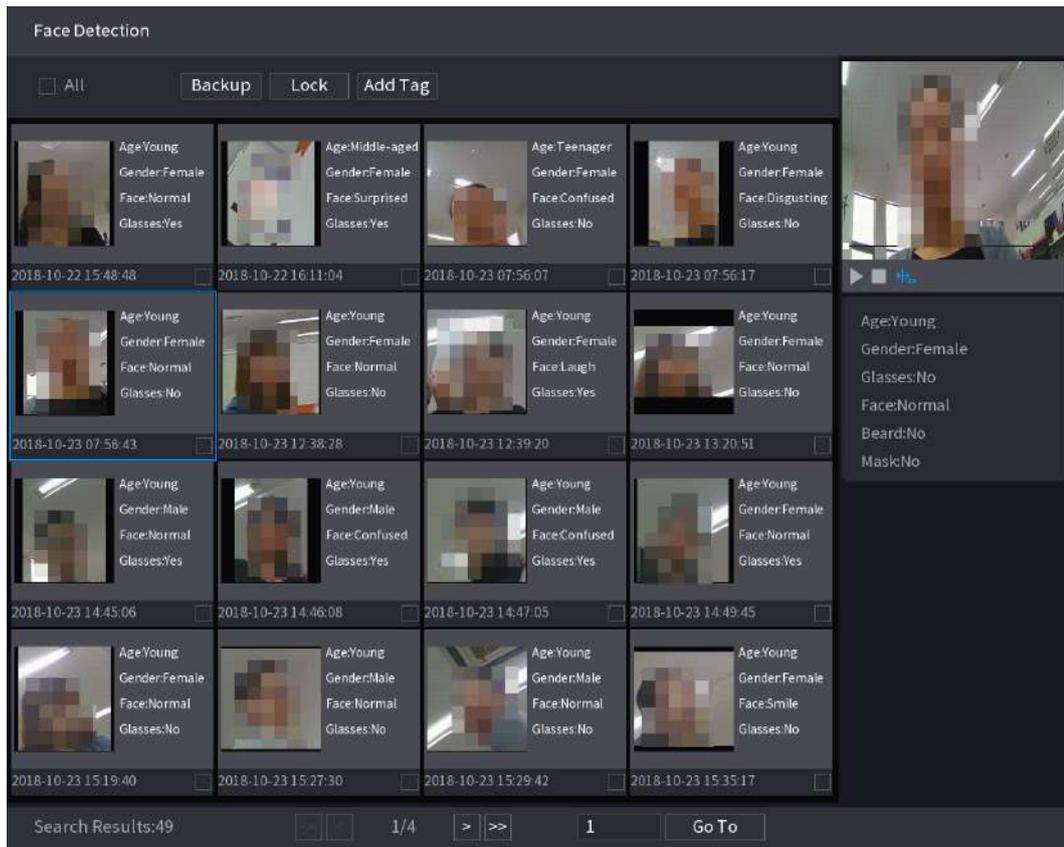 Face Detection
All
Backup
Lock
Add Tag
Age:Young
Gender:Female
Face:Normal
Glasses:Yes
2018-10-22 15:48:48
Age:Middle-aged
Gender:Female
Face:Surprised
Glasses:Yes
2018-10-22 16:11:04
Age:Teenager
Gender:Female
Face:Confused
Glasses:No
2018-10-23 07:56:07
Age:Young
Gender:Female
Face:Disgusting
Glasses:No
2018-10-23 07:56:17
Age:Young
Gender:Female
Face:Normal
Glasses:No
2018-10-23 07:56:43
Age:Young
Gender:Female
Face:Normal
Glasses:No
2018-10-23 12:38:28
Age:Young
Gender:Female
Face:Laugh
Glasses:Yes
2018-10-23 12:39:20
Age:Young
Gender:Female
Face:Normal
Glasses:No
2018-10-23 13:20:51
Age:Young
Gender:Male
Face:Normal
Glasses:Yes
2018-10-23 14:45:06
Age:Young
Gender:Male
Face:Confused
Glasses:Yes
2018-10-23 14:46:08
Age:Young
Gender:Male
Face:Confused
Glasses:Yes
2018-10-23 14:47:05
Age:Young
Gender:Female
Face:Normal
Glasses:Yes
2018-10-23 14:49:45
Age:Young
Gender:Female
Face:Normal
Glasses:No
2018-10-23 15:19:40
Age:Young
Gender:Male
Face:Normal
Glasses:No
2018-10-23 15:27:30
Age:Young
Gender:Male
Face:Normal
Glasses:No
2018-10-23 15:29:42
Age:Young
Gender:Female
Face:Smile
Glasses:No
2018-10-23 15:35:17
Age:Young
Gender:Female
Glasses:No
Face:Normal
Beard:No
Mask:No
Search Results:49
<< < 1/4 > >> 1 Go To